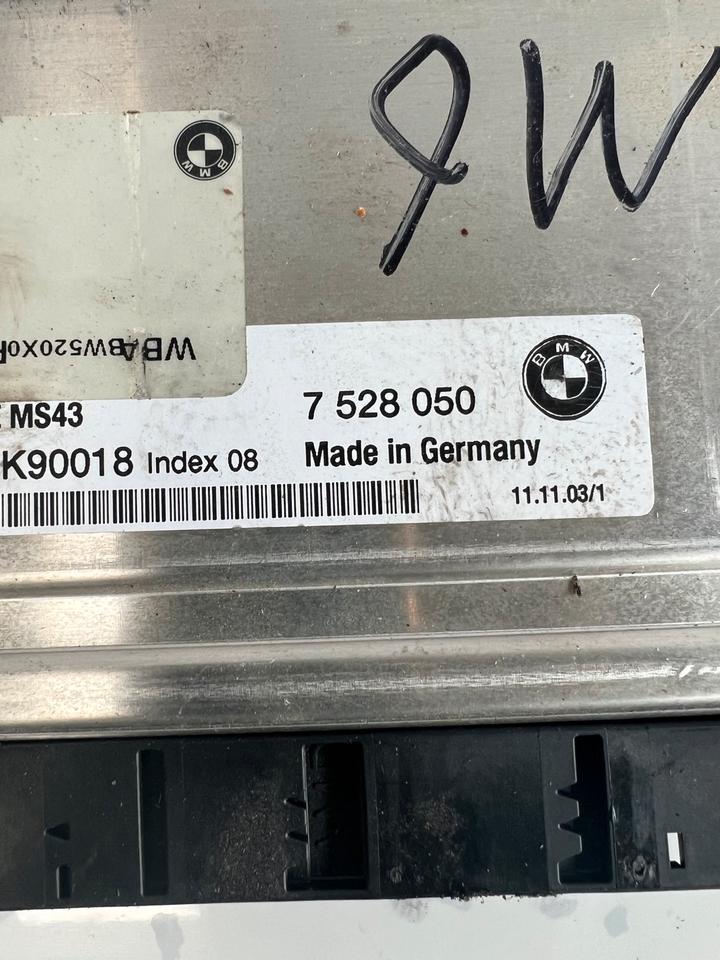 9W
BMW
WBABW520X0
MS43
7 528 050
BMW
K90018 Index 08
Made in Germany
11.11.03/1